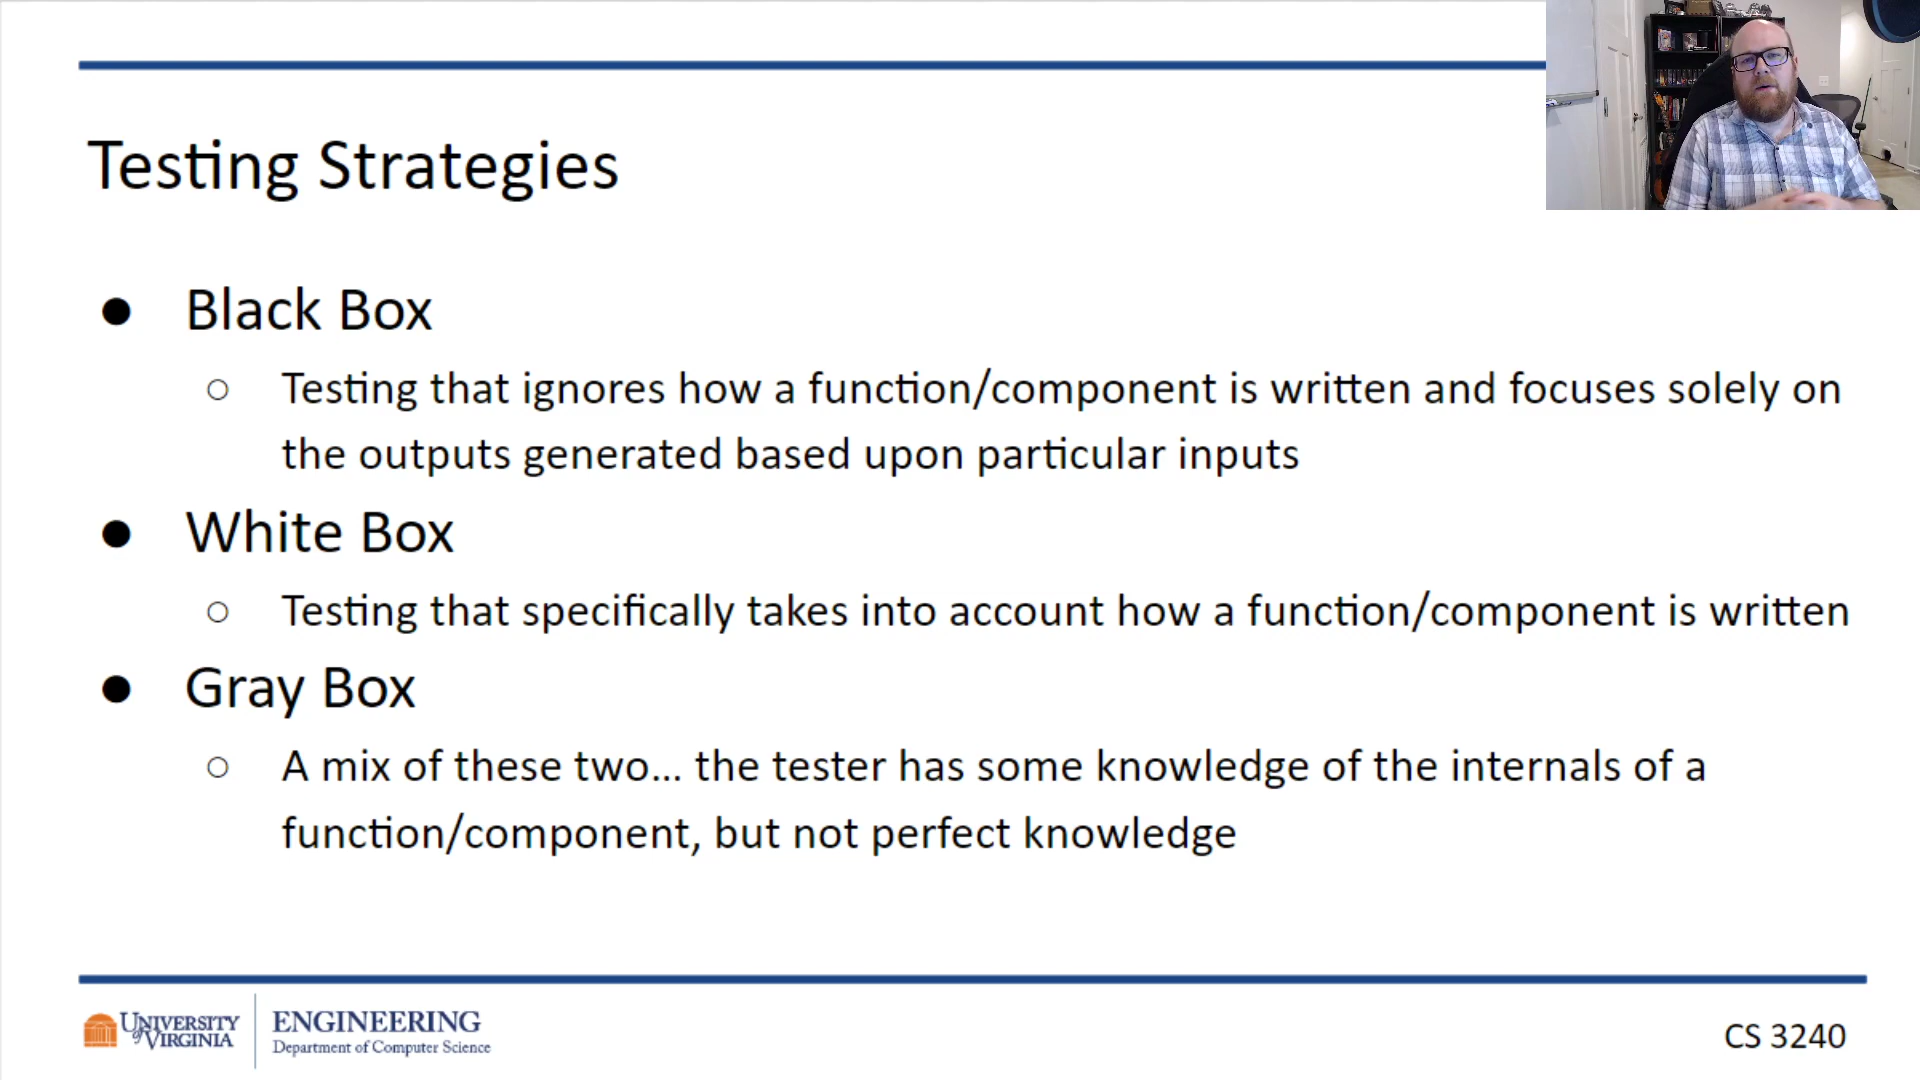 Testing Strategies
● Black Box
○ Testing that ignores how a function/component is written and focuses solely on
the outputs generated based upon particular inputs
● White Box
○ Testing that specifically takes into account how a function/component is written
● Gray Box
○ A mix of these two... the tester has some knowledge of the internals of a
function/component, but not perfect knowledge
UNIVERSITY
of VIRGINIA
ENGINEERING
Department of Computer Science
CS 3240